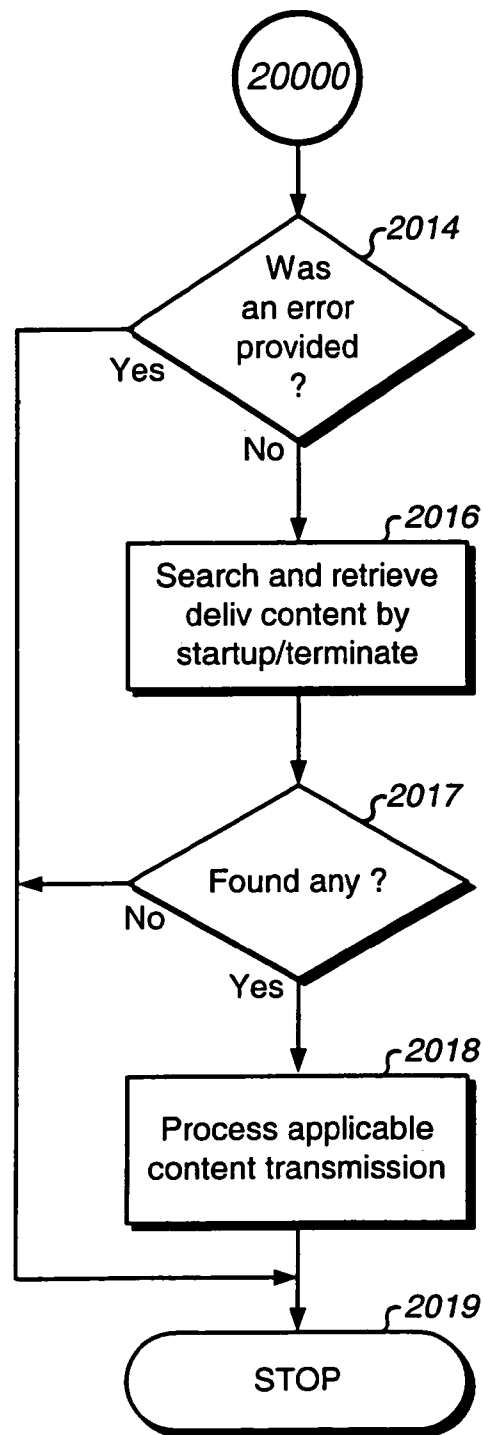 20000
2014
Was
an error
provided
?
Yes
No
2016
Search and retrieve
deliv content by
startup/terminate
2017
Found any ?
No
Yes
2018
Process applicable
content transmission
2019
STOP